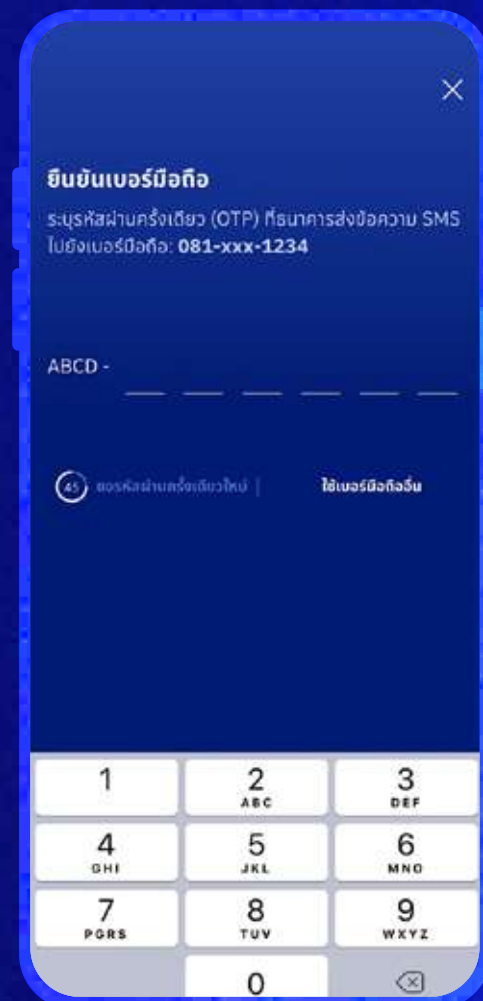 ยืนยันเบอร์มือถือ
ระบุรหัสผ่านครั้งเดียว (OTP) ที่ธนาคารส่งข้อความ SMS
ไปยังเบอร์มือถือ: 081-xxx-1234
ABCD -
45 ขอรหัสผ่านครั้งเดียวใหม่ | ใช้เบอร์มือถืออื่น
1 2 3
ABC DEF
4 5 6
GHI JKL MNO
7 8 9
PQRS TUV WXYZ
0